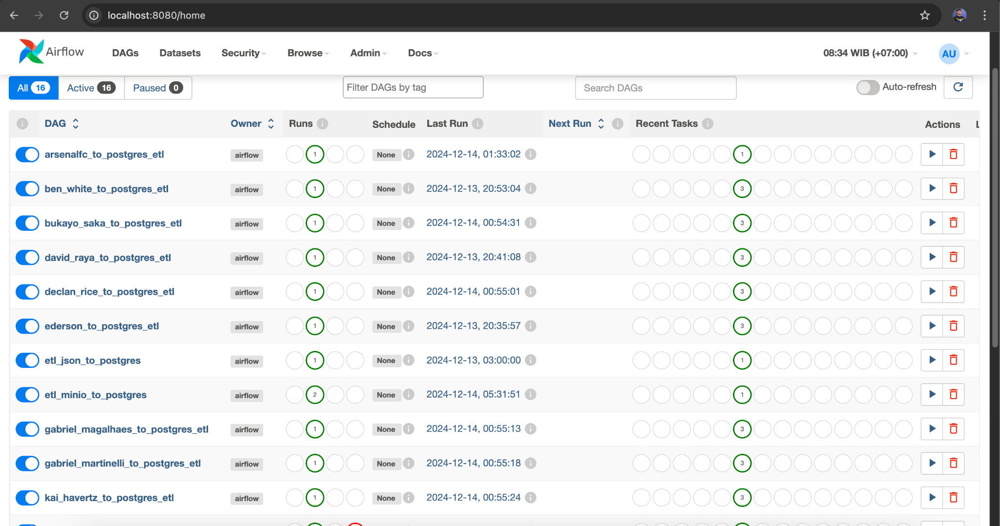 localhost:8080/home
Airflow DAGs Datasets Security Browse Admin Docs 08:34 WIB (+07:00) AU
All 16 Active 16 Paused 0 Filter DAGs by tag Search DAGs Auto-refresh
DAG Owner Runs Schedule Last Run Next Run Recent Tasks Actions
arsenalfc_to_postgres_etl airflow 1 None 2024-12-14, 01:33:02 1
ben_white_to_postgres_etl airflow 1 None 2024-12-13, 20:53:04 3
bukayo_saka_to_postgres_etl airflow 1 None 2024-12-14, 00:54:31 3
david_raya_to_postgres_etl airflow 1 None 2024-12-13, 20:41:08 3
declan_rice_to_postgres_etl airflow 1 None 2024-12-14, 00:55:01 3
ederson_to_postgres_etl airflow 1 None 2024-12-13, 20:35:57 3
etl_json_to_postgres airflow 1 None 2024-12-13, 03:00:00 1
etl_minio_to_postgres airflow 2 None 2024-12-14, 05:31:51 1
gabriel_magalhaes_to_postgres_etl airflow 1 None 2024-12-14, 00:55:13 3
gabriel_martinelli_to_postgres_etl airflow 1 None 2024-12-14, 00:55:18 3
kai_havertz_to_postgres_etl airflow 1 None 2024-12-14, 00:55:24 3